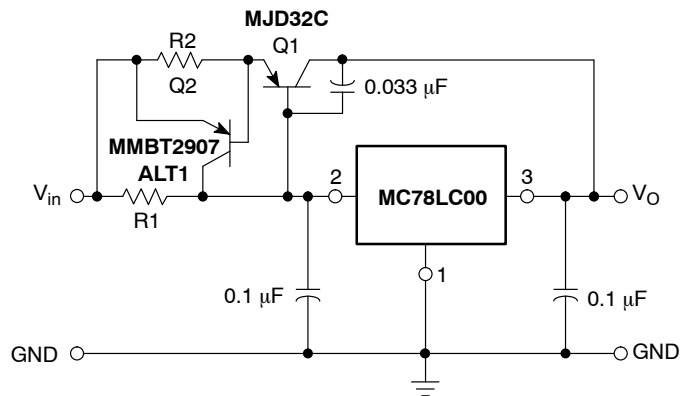 MJD32C
R2
Q1
Q2
0.033 µF
MMBT2907
ALT1
2
3
Vin
MC78LC00
VO
R1
1
0.1 µF
0.1 µF
GND
GND